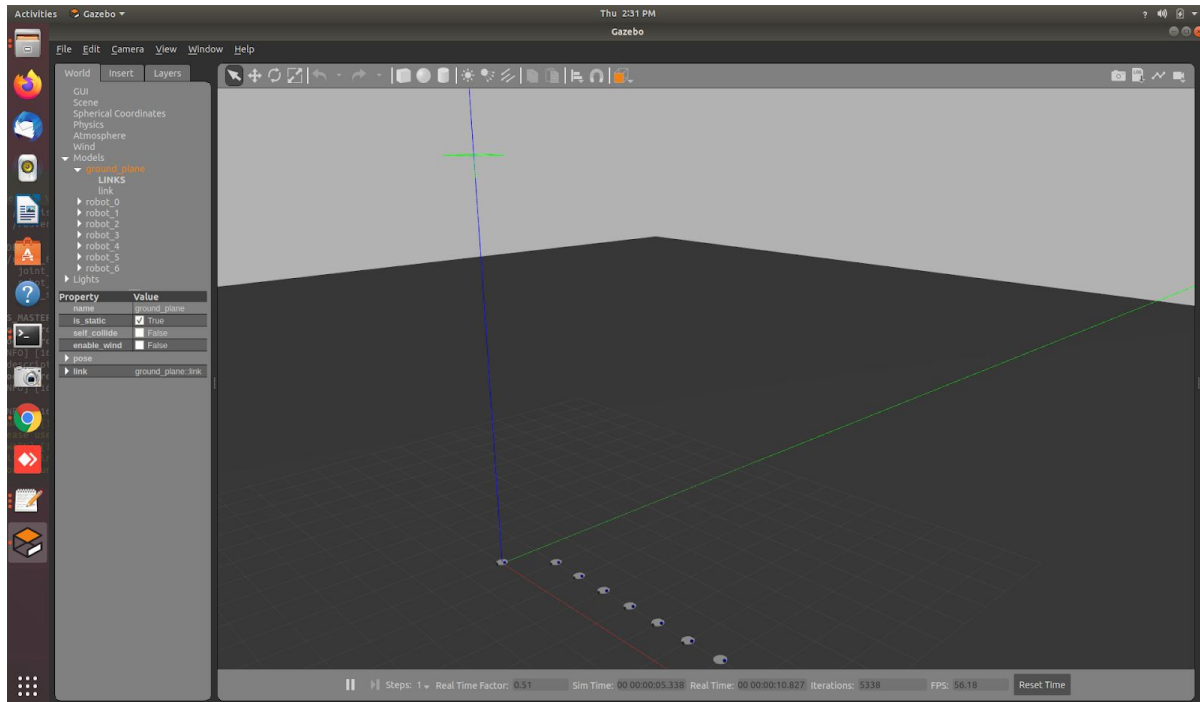 Activities Gazebo Thu 2:31 PM ?
Gazebo
File Edit Camera View Window Help
World Insert Layers
GUI
Scene
Spherical Coordinates
Physics
Atmosphere
Wind
Models
ground_plane
LINKS
link
robot_0
robot_1
robot_2
robot_3
robot_4
robot_5
robot_6
Lights
Property Value
name ground_plane
is_static True
self_collide False
enable_wind False
pose
link ground_plane::link
Steps: 1 Real Time Factor: 0.51 Sim Time: 00 00:00:05.338 Real Time: 00 00:00:10.827 Iterations: 5338 FPS: 56.18 Reset Time